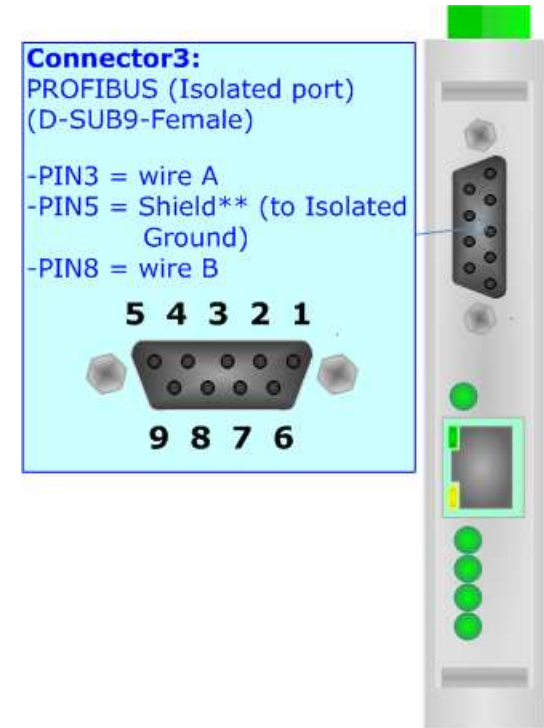 Connector3:
PROFIBUS (Isolated port)
(D-SUB9-Female)
-PIN3 = wire A
-PIN5 = Shield** (to Isolated
Ground)
-PIN8 = wire B
5 4 3 2 1
9 8 7 6